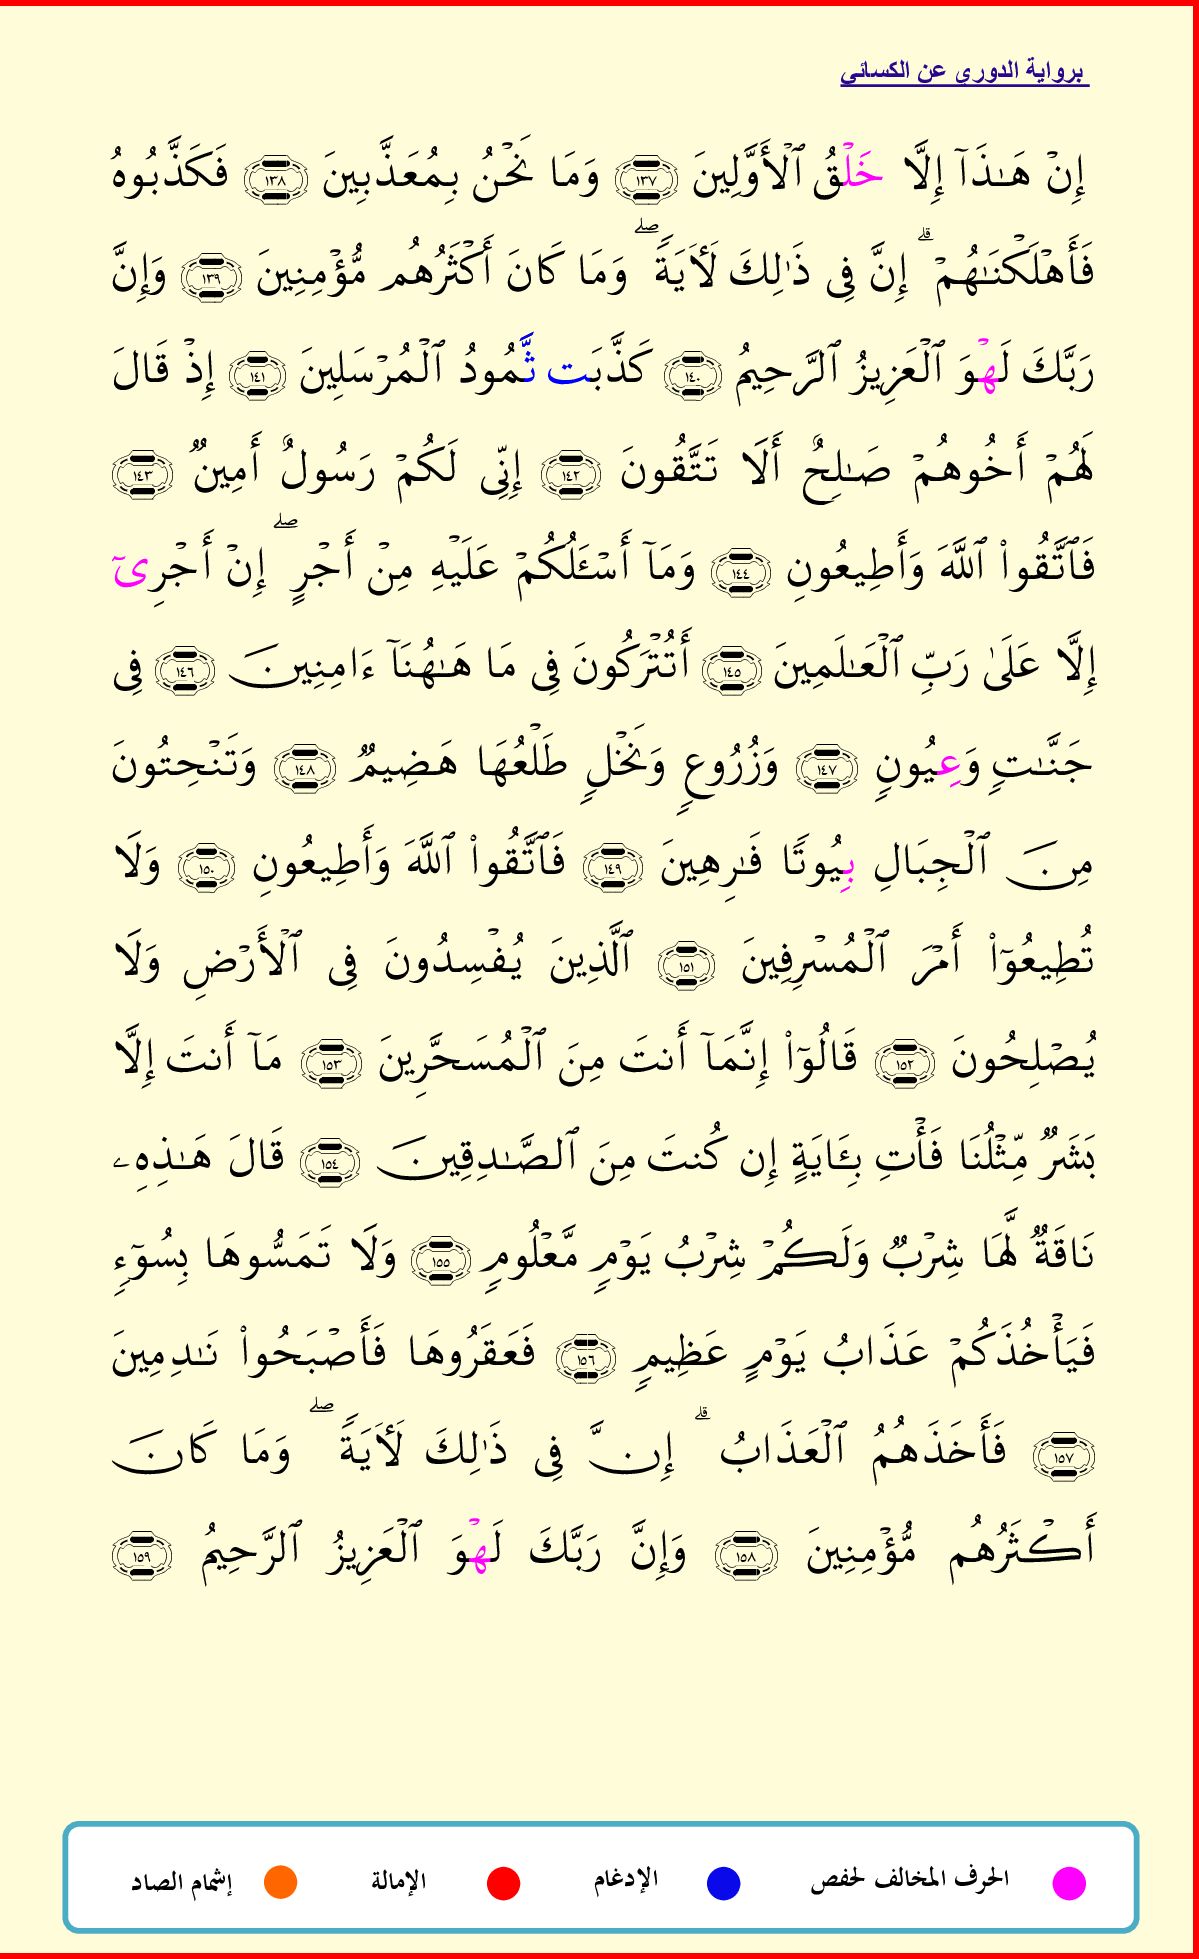 برواية الدوري عن الكسائي
إِنْ هَـٰذَآ إِلَّا خَلْقُ ٱلْأَوَّلِينَ ١٣٧ وَمَا نَحْنُ بِمُعَذَّبِينَ ١٣٨ فَكَذَّبُوهُ
فَأَهْلَكْنَـٰهُمْ ۗ إِنَّ فِى ذَٰلِكَ لَـَٔايَةً ۖ وَمَا كَانَ أَكْثَرُهُم مُّؤْمِنِينَ ١٣٩ وَإِنَّ
رَبَّكَ لَهْوَ ٱلْعَزِيزُ ٱلرَّحِيمُ ١٤٠ كَذَّبَت ثَّمُودُ ٱلْمُرْسَلِينَ ١٤١ إِذْ قَالَ
لَهُمْ أَخُوهُمْ صَـٰلِحٌ أَلَا تَتَّقُونَ ١٤٢ إِنِّى لَكُمْ رَسُولٌ أَمِينٌ ١٤٣
فَٱتَّقُوا۟ ٱللَّهَ وَأَطِيعُونِ ١٤٤ وَمَآ أَسْـَٔلُكُمْ عَلَيْهِ مِنْ أَجْرٍ ۖ إِنْ أَجْرِىٓ
إِلَّا عَلَىٰ رَبِّ ٱلْعَـٰلَمِينَ ١٤٥ أَتُتْرَكُونَ فِى مَا هَـٰهُنَآ ءَامِنِينَ ١٤٦ فِى
جَنَّـٰتٍ وَعِيُونٍ ١٤٧ وَزُرُوعٍ وَنَخْلٍ طَلْعُهَا هَضِيمٌ ١٤٨ وَتَنْحِتُونَ
مِنَ ٱلْجِبَالِ بِيُوتًا فَـٰرِهِينَ ١٤٩ فَٱتَّقُوا۟ ٱللَّهَ وَأَطِيعُونِ ١٥٠ وَلَا
تُطِيعُوٓا۟ أَمْرَ ٱلْمُسْرِفِينَ ١٥١ ٱلَّذِينَ يُفْسِدُونَ فِى ٱلْأَرْضِ وَلَا
يُصْلِحُونَ ١٥٢ قَالُوٓا۟ إِنَّمَآ أَنتَ مِنَ ٱلْمُسَحَّرِينَ ١٥٣ مَآ أَنتَ إِلَّا
بَشَرٌ مِّثْلُنَا فَأْتِ بِـَٔايَةٍ إِن كُنتَ مِنَ ٱلصَّـٰدِقِينَ ١٥٤ قَالَ هَـٰذِهِۦ
نَاقَةٌ لَّهَا شِرْبٌ وَلَكُمْ شِرْبُ يَوْمٍ مَّعْلُومٍ ١٥٥ وَلَا تَمَسُّوهَا بِسُوٓءٍ
فَيَأْخُذَكُمْ عَذَابُ يَوْمٍ عَظِيمٍ ١٥٦ فَعَقَرُوهَا فَأَصْبَحُوا۟ نَـٰدِمِينَ
١٥٧ فَأَخَذَهُمُ ٱلْعَذَابُ ۗ إِنَّ فِى ذَٰلِكَ لَـَٔايَةً ۖ وَمَا كَانَ
أَكْثَرُهُم مُّؤْمِنِينَ ١٥٨ وَإِنَّ رَبَّكَ لَهْوَ ٱلْعَزِيزُ ٱلرَّحِيمُ ١٥٩
الحرف المخالف لحفص الإدغام الإمالة إشمام الصاد